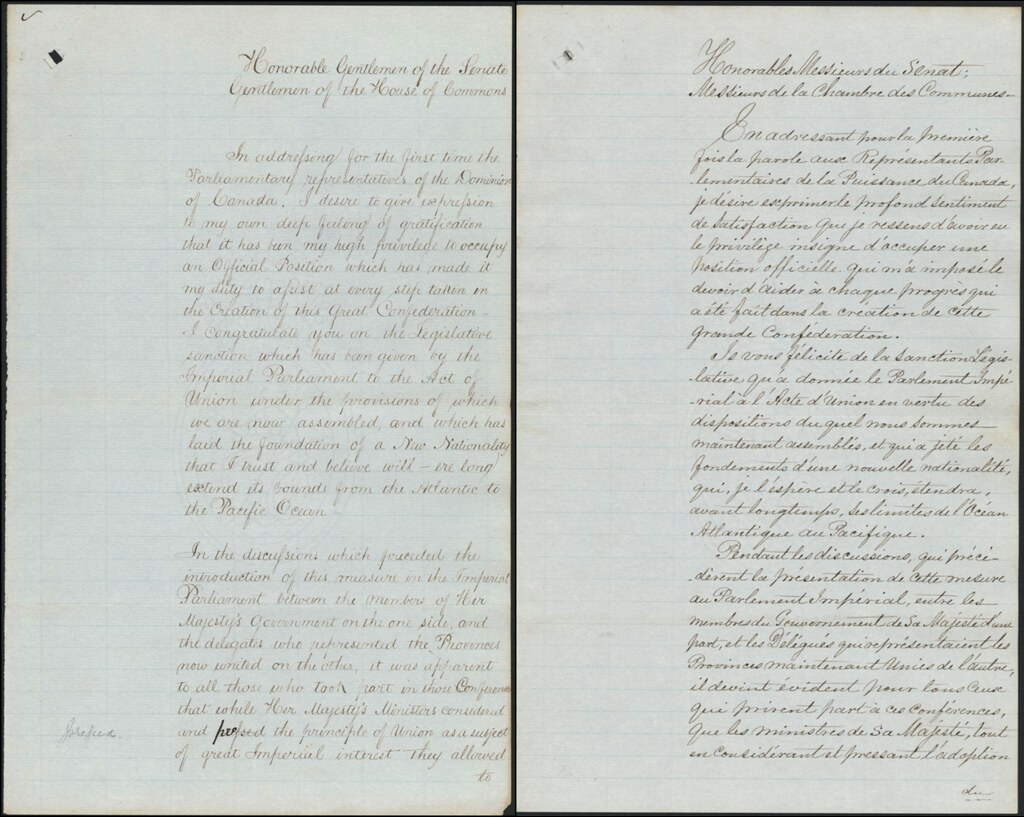 Honorable Gentlemen of the Senate
Gentlemen of the House of Commons
In addressing for the first time the
Parliamentary representatives of the Dominion
of Canada. I desire to give expression
to my own deep feeling of gratification
that it has been my high privilege to occupy
an Official Position which has made it
my duty to assist at every step taken in
the Creation of this Great Confederation -
I Congratulate you on the Legislative
sanction which has been given by the
Imperial Parliament to the Act of
Union under the provisions of which
we are now assembled, and which has
laid the foundation of a New Nationality
that I trust and believe will - ere long
extend its bounds from the Atlantic to
the Pacific Ocean -
In the discussions which preceded the
introduction of this measure in the Imperial
Parliament between the members of Her
Majesty's Government on the one side, and
the delegates who represented the Provinces
now united on the other, it was apparent
to all those who took part in those Conferences
that while Her Majesty's Ministers considered
and pressed the principle of Union as a subject
of great Imperial interest they allowed
to
Honorables Messieurs du Senat;
Messieurs de la Chambre des Communes -
En adressant pour la première
fois la parole aux Représentants Par-
-lementaires de la Puissance du Canada,
je désire exprimer le profond sentiment
de satisfaction que je ressens d'avoir eu
le privilège insigne d'occuper une
position officielle qui m'a imposé le
devoir d'aider à chaque progrès qui
a été fait dans la création de cette
grande Confédération.
Je vous félicite de la Sanction Légis-
-lative qu'a donnée le Parlement Impé-
-rial à l'Acte d'Union en vertu des
dispositions du quel nous sommes
maintenant assemblés, et qui a jeté les
fondements d'une nouvelle nationalité,
qui, je l'espère et le crois, étendra,
avant longtemps, ses limites de l'Océan
Atlantique au Pacifique.
Pendant les discussions, qui précé-
-dèrent la présentation de cette mesure
au Parlement Impérial, entre les
membres du Gouvernement de Sa Majesté d'une
part, et les Délégués qui représentaient les
Provinces maintenant Unies de l'autre,
il devint évident pour tous ceux
qui prirent part à ces Conférences,
que les ministres de Sa Majesté, tout
en considérant et pressant l'adoption
du